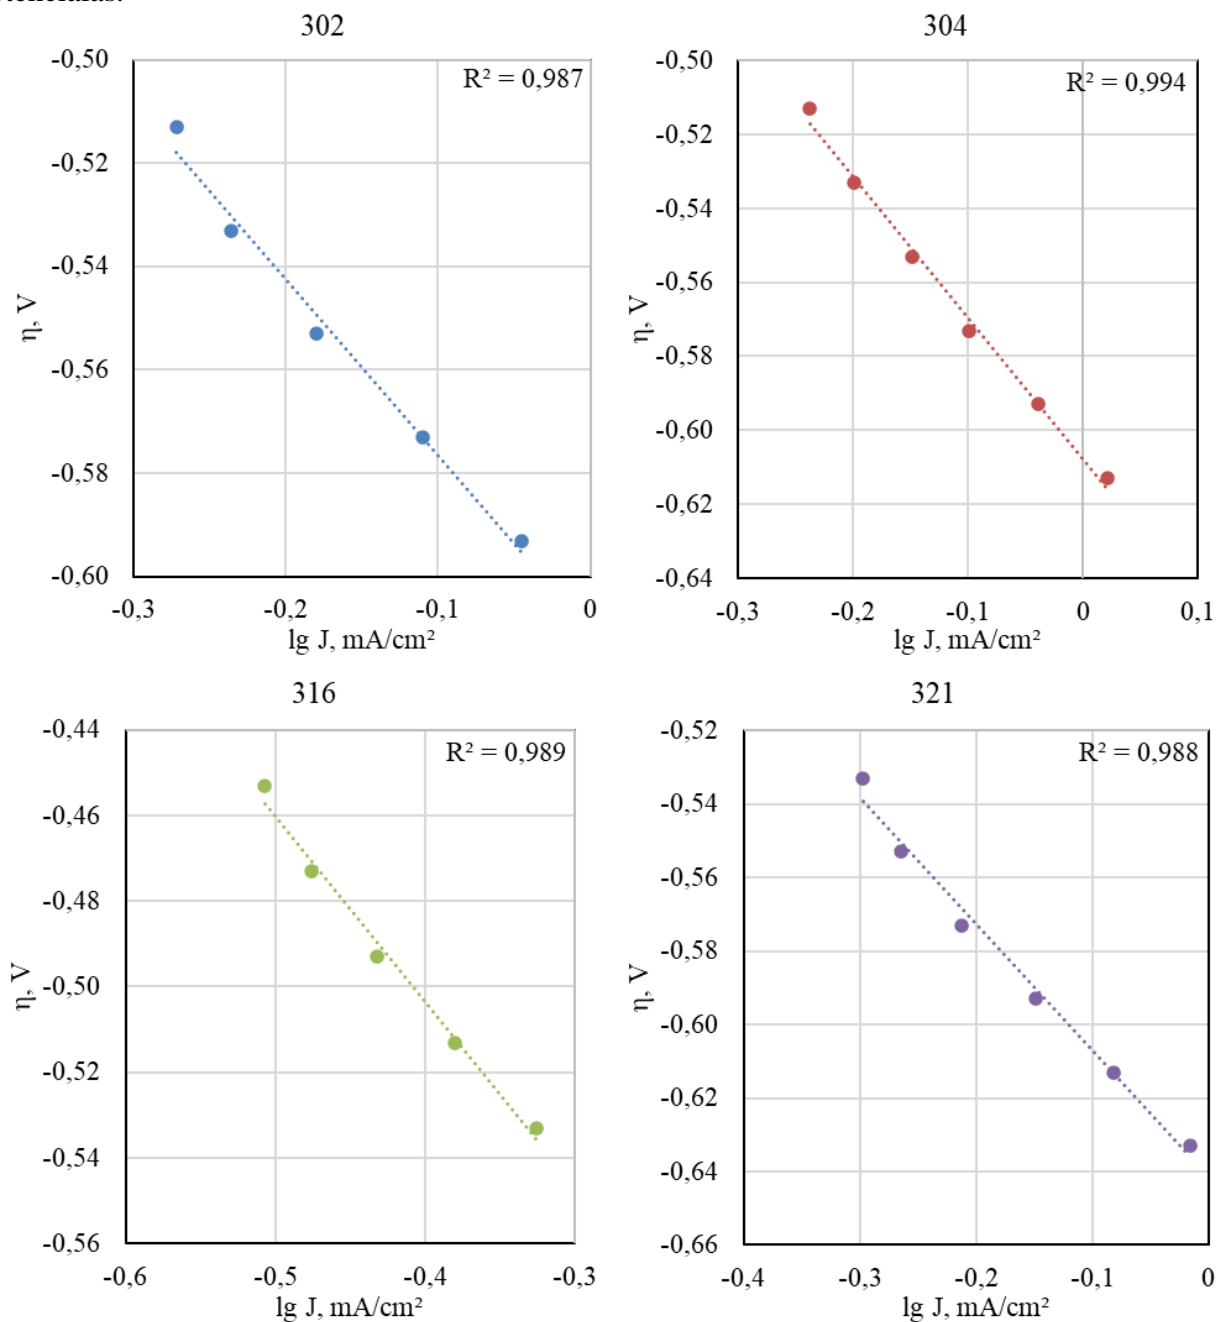 302
R² = 0,987
-0,50
-0,52
-0,54
-0,56
-0,58
-0,60
η, V
-0,3 -0,2 -0,1 0
lg J, mA/cm²
304
R² = 0,994
-0,50
-0,52
-0,54
-0,56
-0,58
-0,60
-0,62
-0,64
η, V
-0,3 -0,2 -0,1 0 0,1
lg J, mA/cm²
316
R² = 0,989
-0,44
-0,46
-0,48
-0,50
-0,52
-0,54
-0,56
η, V
-0,6 -0,5 -0,4 -0,3
lg J, mA/cm²
321
R² = 0,988
-0,52
-0,54
-0,56
-0,58
-0,60
-0,62
-0,64
-0,66
η, V
-0,4 -0,3 -0,2 -0,1 0
lg J, mA/cm²